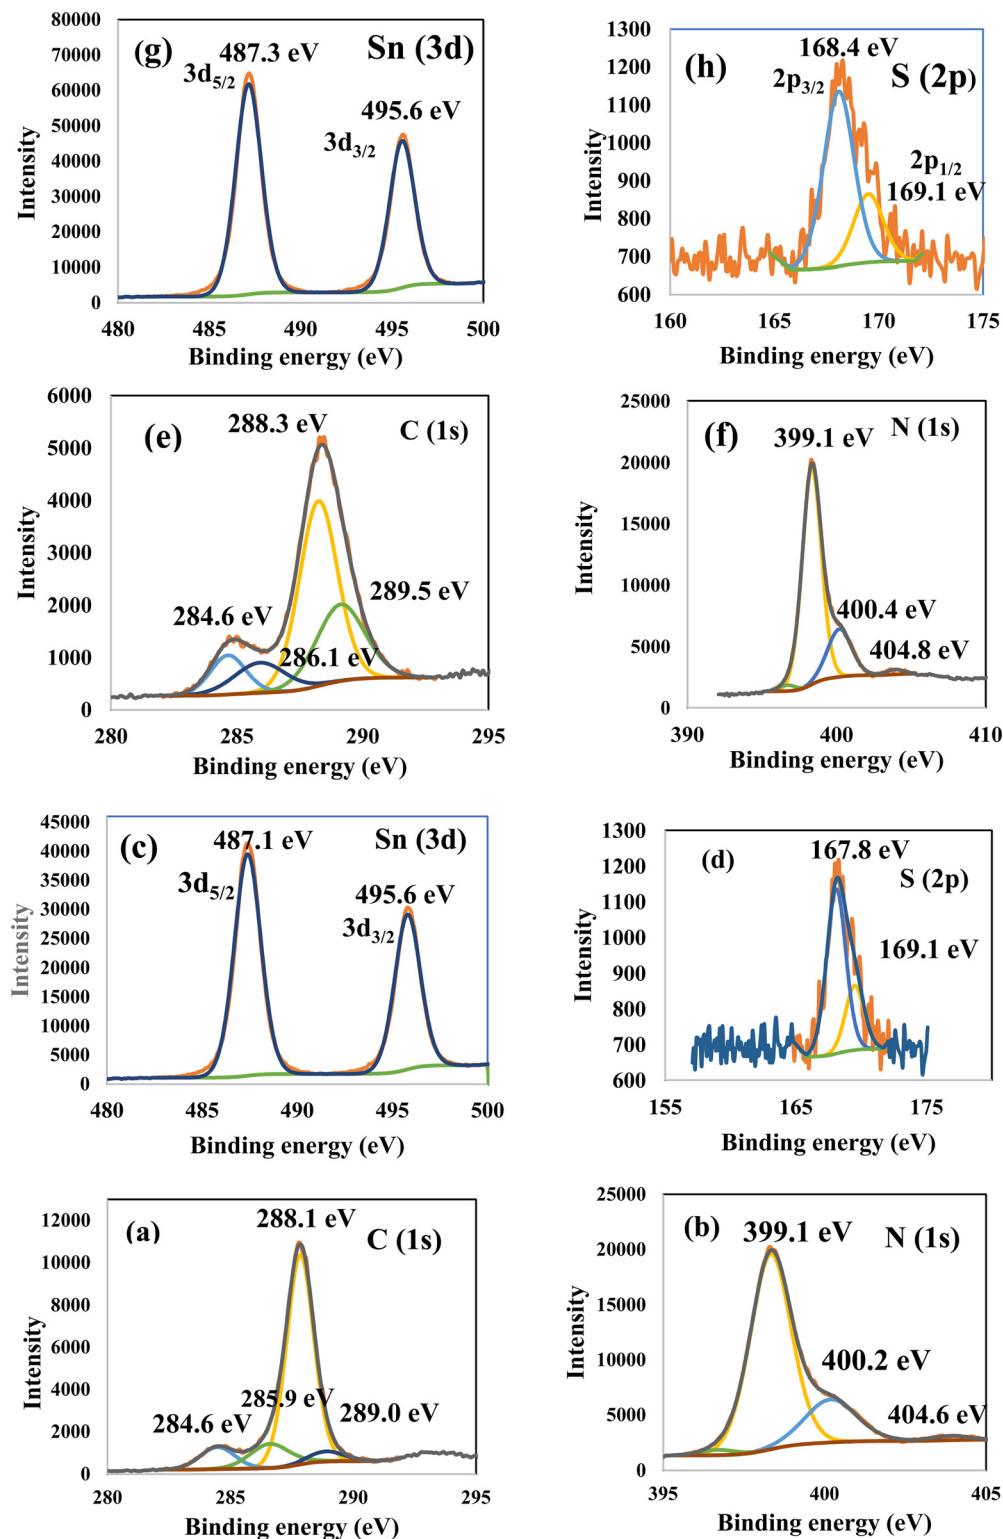 (g)
487.3 eV
Sn (3d)
3d5/2
495.6 eV
3d3/2
80000
70000
60000
50000
40000
30000
20000
10000
0
Intensity
480 485 490 495 500
Binding energy (eV)
(h)
168.4 eV
2p3/2
S (2p)
2p1/2
169.1 eV
1300
1200
1100
1000
900
800
700
600
Intensity
160 165 170 175
Binding energy (eV)
(e)
288.3 eV
C (1s)
289.5 eV
284.6 eV
286.1 eV
6000
5000
4000
3000
2000
1000
0
Intensity
280 285 290 295
Binding energy (eV)
(f)
399.1 eV
N (1s)
400.4 eV
404.8 eV
25000
20000
15000
10000
5000
0
Intensity
390 400 410
Binding energy (eV)
(c)
487.1 eV
Sn (3d)
3d5/2
495.6 eV
3d3/2
45000
40000
35000
30000
25000
20000
15000
10000
5000
0
Intensity
480 485 490 495 500
Binding energy (eV)
(d)
167.8 eV
S (2p)
169.1 eV
1300
1200
1100
1000
900
800
700
600
Intensity
155 165 175
Binding energy (eV)
(a)
288.1 eV
C (1s)
285.9 eV
284.6 eV
289.0 eV
12000
10000
8000
6000
4000
2000
0
Intensity
280 285 290 295
Binding energy (eV)
(b)
399.1 eV
N (1s)
400.2 eV
404.6 eV
25000
20000
15000
10000
5000
0
Intensity
395 400 405
Binding energy (eV)